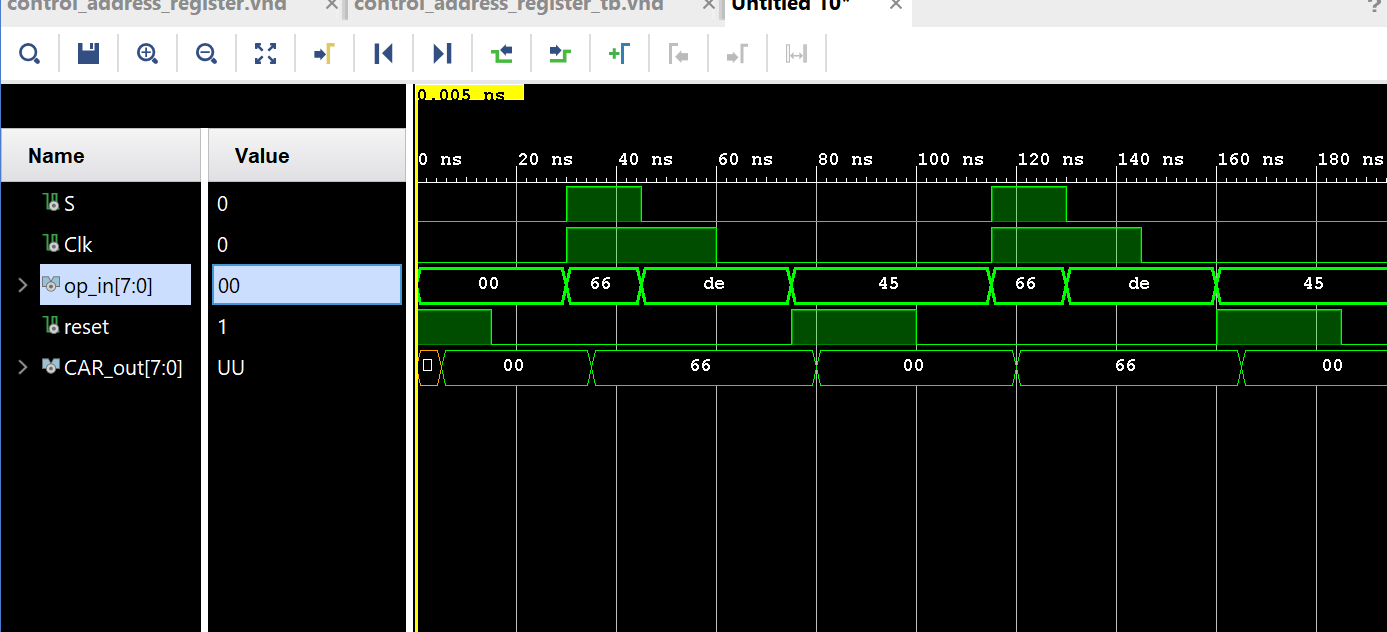 control_address_register.vhd × control_address_register_tb.vhd × Untitled 10* × ?
0.005 ns
Name Value
0 ns 20 ns 40 ns 60 ns 80 ns 100 ns 120 ns 140 ns 160 ns 180 ns
S 0
Clk 0
op_in[7:0] 00 00 66 de 45 66 de 45
reset 1
CAR_out[7:0] UU 00 66 00 66 00